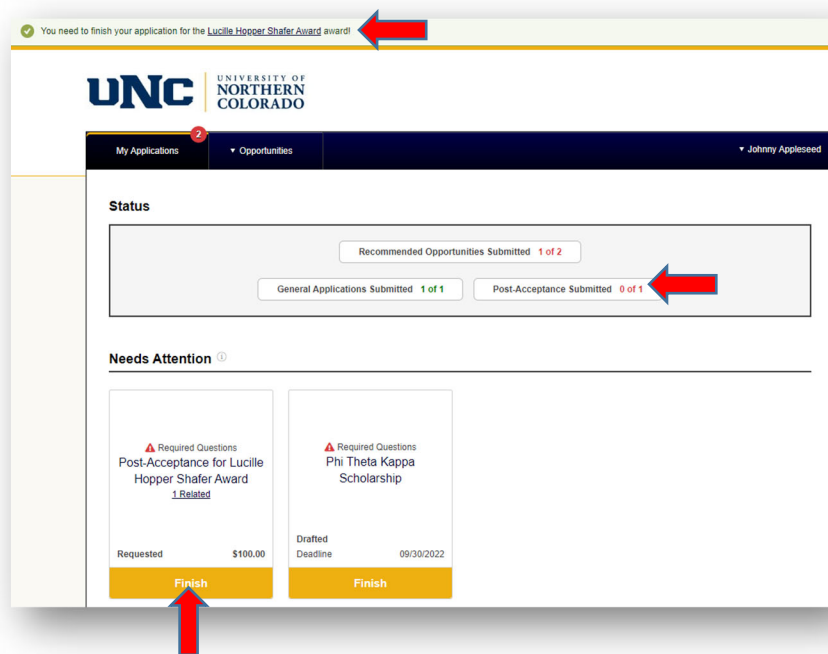 You need to finish your application for the Lucille Hopper Shafer Award award!
UNC
UNIVERSITY OF
NORTHERN
COLORADO
2
My Applications
Opportunities
Johnny Appleseed
Status
Recommended Opportunities Submitted 1 of 2
General Applications Submitted 1 of 1
Post-Acceptance Submitted 0 of 1
Needs Attention
Required Questions
Post-Acceptance for Lucille
Hopper Shafer Award
1 Related
Requested $100.00
Finish
Required Questions
Phi Theta Kappa
Scholarship
Drafted
Deadline 09/30/2022
Finish